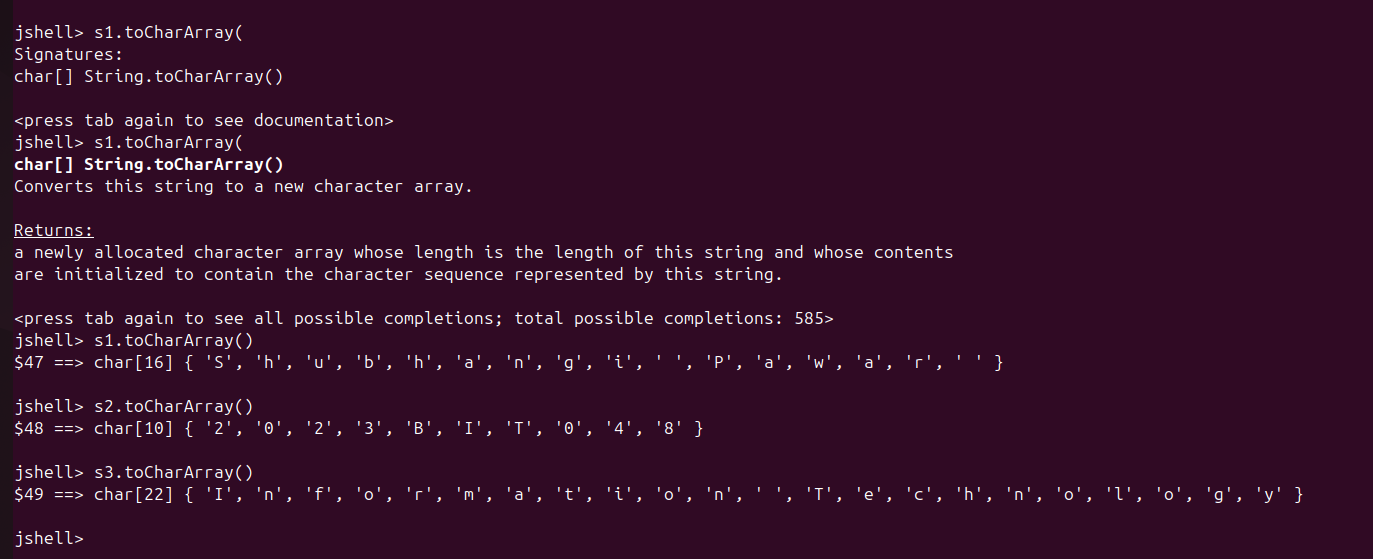 jshell> s1.toCharArray(
Signatures:
char[] String.toCharArray()
<press tab again to see documentation>
jshell> s1.toCharArray(
char[] String.toCharArray()
Converts this string to a new character array.
Returns:
a newly allocated character array whose length is the length of this string and whose contents
are initialized to contain the character sequence represented by this string.
<press tab again to see all possible completions; total possible completions: 585>
jshell> s1.toCharArray()
$47 ==> char[16] { 'S', 'h', 'u', 'b', 'h', 'a', 'n', 'g', 'i', ' ', 'P', 'a', 'w', 'a', 'r', ' ' }
jshell> s2.toCharArray()
$48 ==> char[10] { '2', '0', '2', '3', 'B', 'I', 'T', '0', '4', '8' }
jshell> s3.toCharArray()
$49 ==> char[22] { 'I', 'n', 'f', 'o', 'r', 'm', 'a', 't', 'i', 'o', 'n', ' ', 'T', 'e', 'c', 'h', 'n', 'o', 'l', 'o', 'g', 'y' }
jshell>